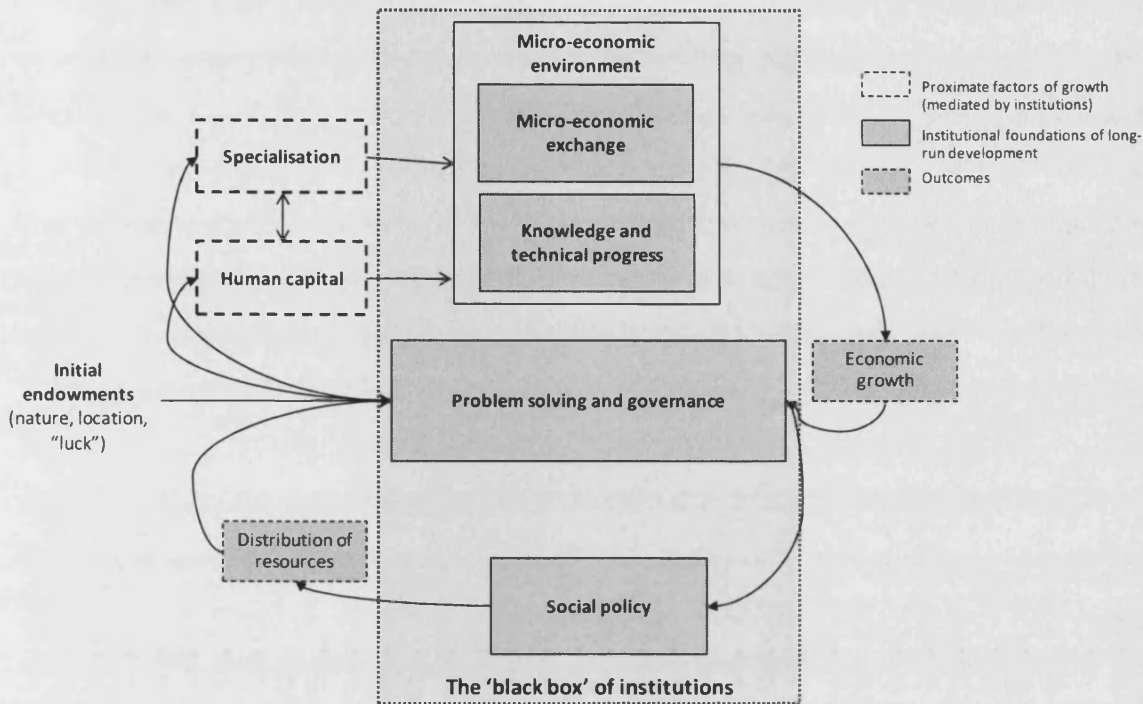 Micro-economic
environment
Micro-economic
exchange
Knowledge and
technical progress
Specialisation
Human capital
Proximate factors of growth
(mediated by institutions)
Institutional foundations of long-
run development
Outcomes
Initial
endowments
(nature, location,
“luck”)
Problem solving and governance
Economic
growth
Distribution of
resources
Social policy
The ‘black box’ of institutions